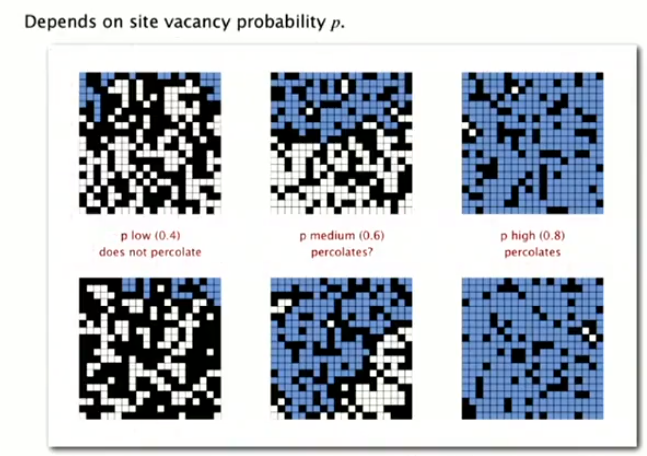 Depends on site vacancy probability p.
p low (0.4)
does not percolate
p medium (0.6)
percolates?
p high (0.8)
percolates